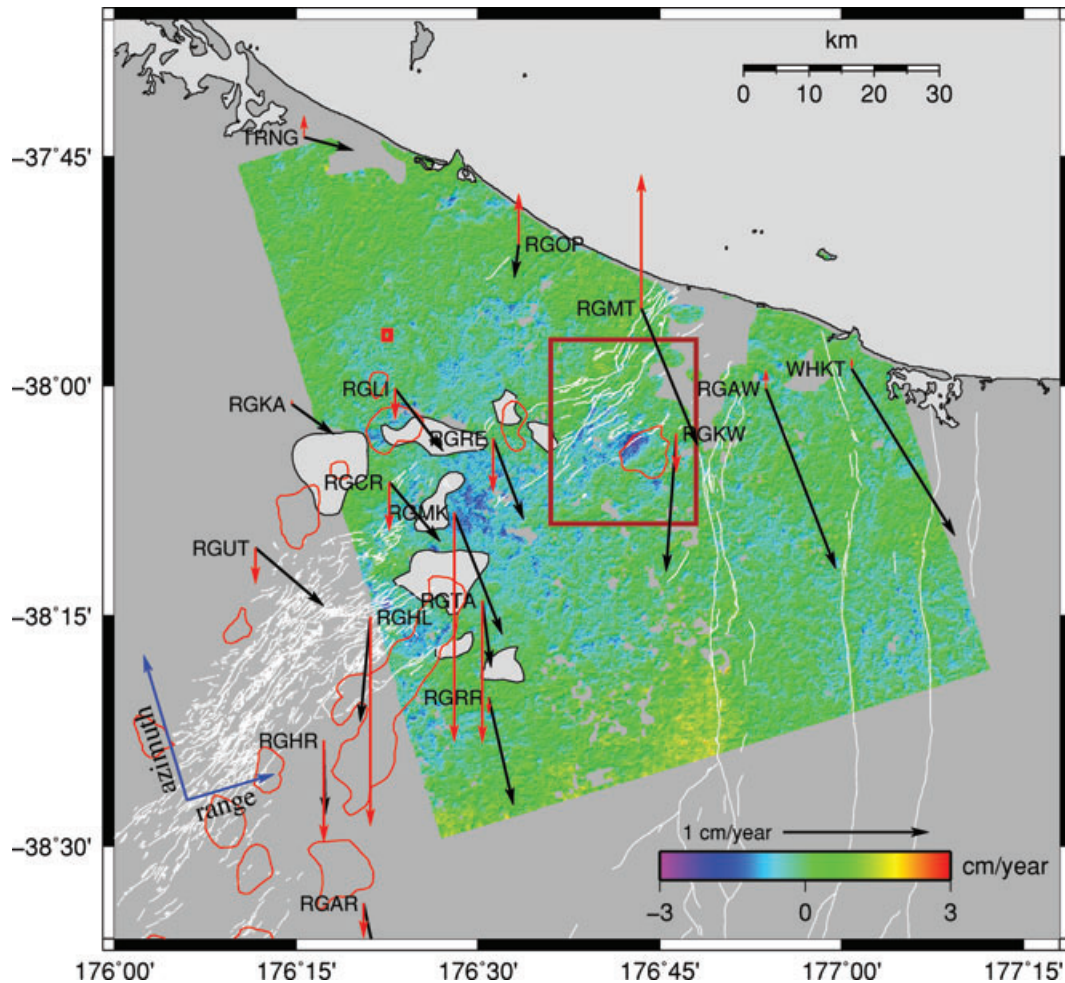 km
0 10 20 30
TRNG
−37°45'
RGOP
RGMT
−38°00'
WHKT
RGLI
RGAW
RGKA
RGRE
RGKW
RGCR
RGMK
RGUT
−38°15'
RGTA
RGHL
RGRR
RGHR
azimuth
range
1 cm/year
−38°30'
cm/year
−3 0 3
RGAR
176°00' 176°15' 176°30' 176°45' 177°00' 177°15'